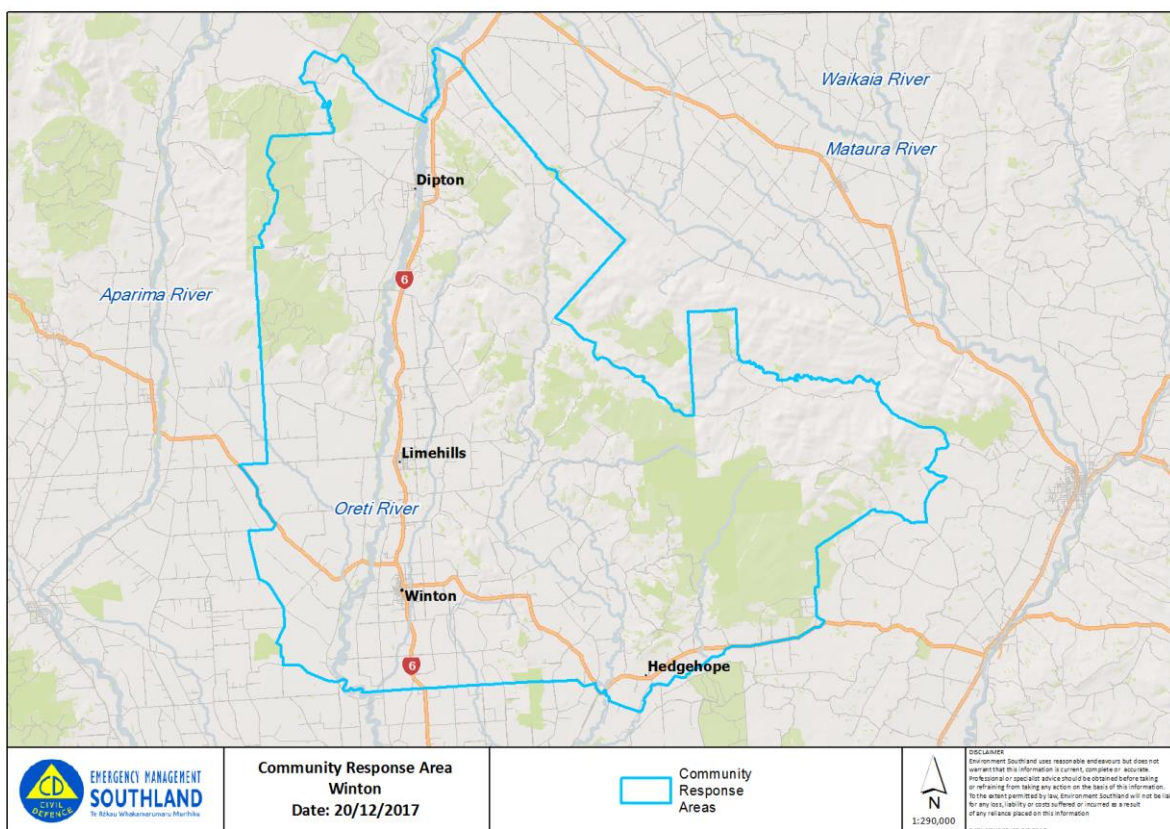 Waikaia River
Mataura River
Dipton
6
Aparima River
Limehills
Oreti River
Winton
6
Hedgehope
CD
CIVIL
DEFENCE
EMERGENCY MANAGEMENT
SOUTHLAND
Te Rākau Whakamarumaru Murihiku
Community Response Area
Winton
Date: 20/12/2017
Community
Response
Areas
N
1:290,000
DISCLAIMER
Environment Southland uses reasonable endeavours but does not
warrant that this information is current, complete or accurate.
Professional or specialist advice should be obtained before taking
or refraining from taking any action on the basis of this information.
To the extent permitted by law, Environment Southland will not be liable
for any loss, liability or costs suffered or incurred as a result
of any reliance placed on this information